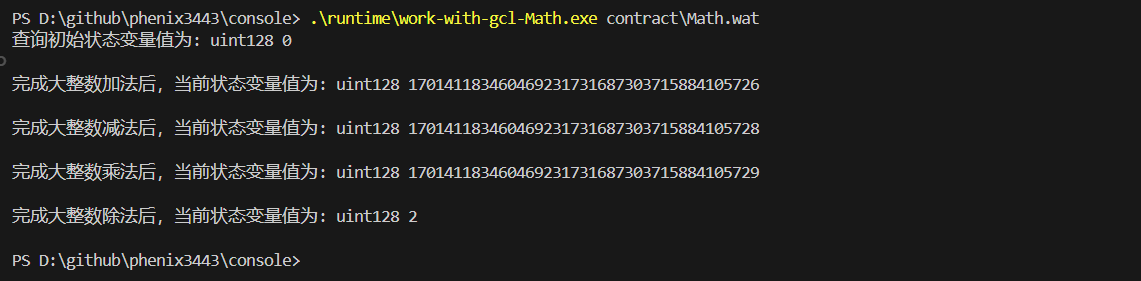 PS D:\github\phenix3443\console> .\runtime\work-with-gcl-Math.exe contract\Math.wat
查询初始状态变量值为: uint128 0
完成大整数加法后, 当前状态变量值为: uint128 170141183460469231731687303715884105726
完成大整数减法后, 当前状态变量值为: uint128 170141183460469231731687303715884105728
完成大整数乘法后, 当前状态变量值为: uint128 170141183460469231731687303715884105729
完成大整数除法后, 当前状态变量值为: uint128 2
PS D:\github\phenix3443\console>